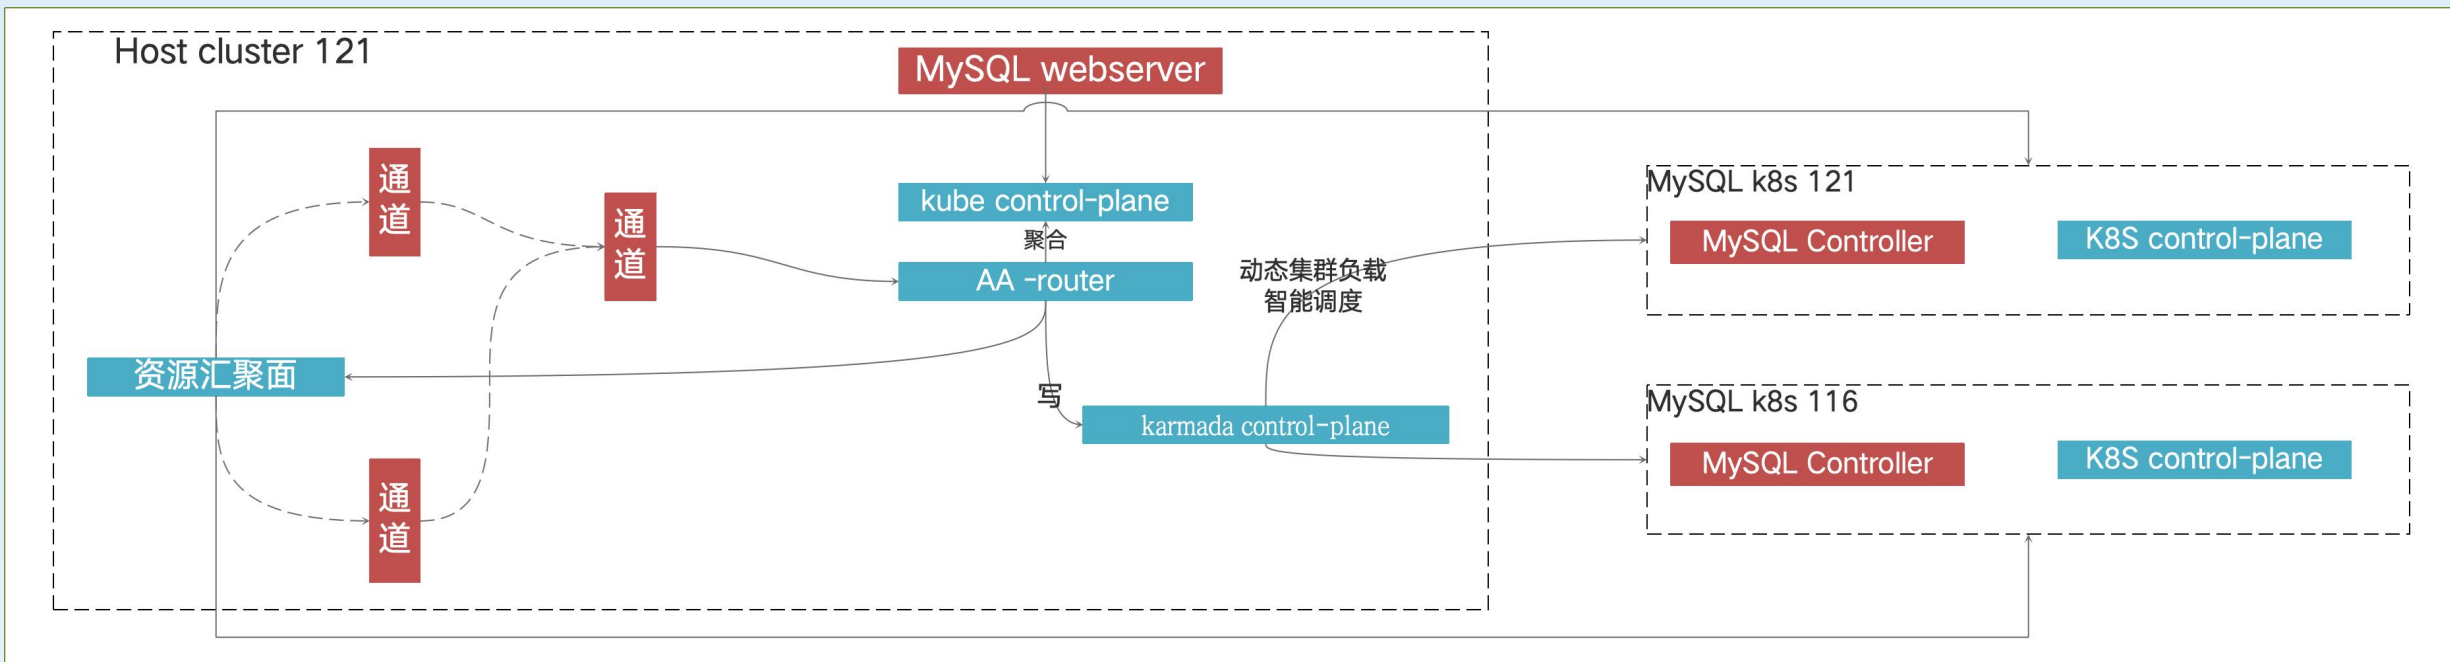 Host cluster 121
MySQL webserver
通
道
通
道
kube control-plane
聚合
AA -router
动态集群负载
智能调度
MySQL k8s 121
MySQL Controller
K8S control-plane
资源汇聚面
写
karmada control-plane
MySQL k8s 116
MySQL Controller
K8S control-plane
通
道